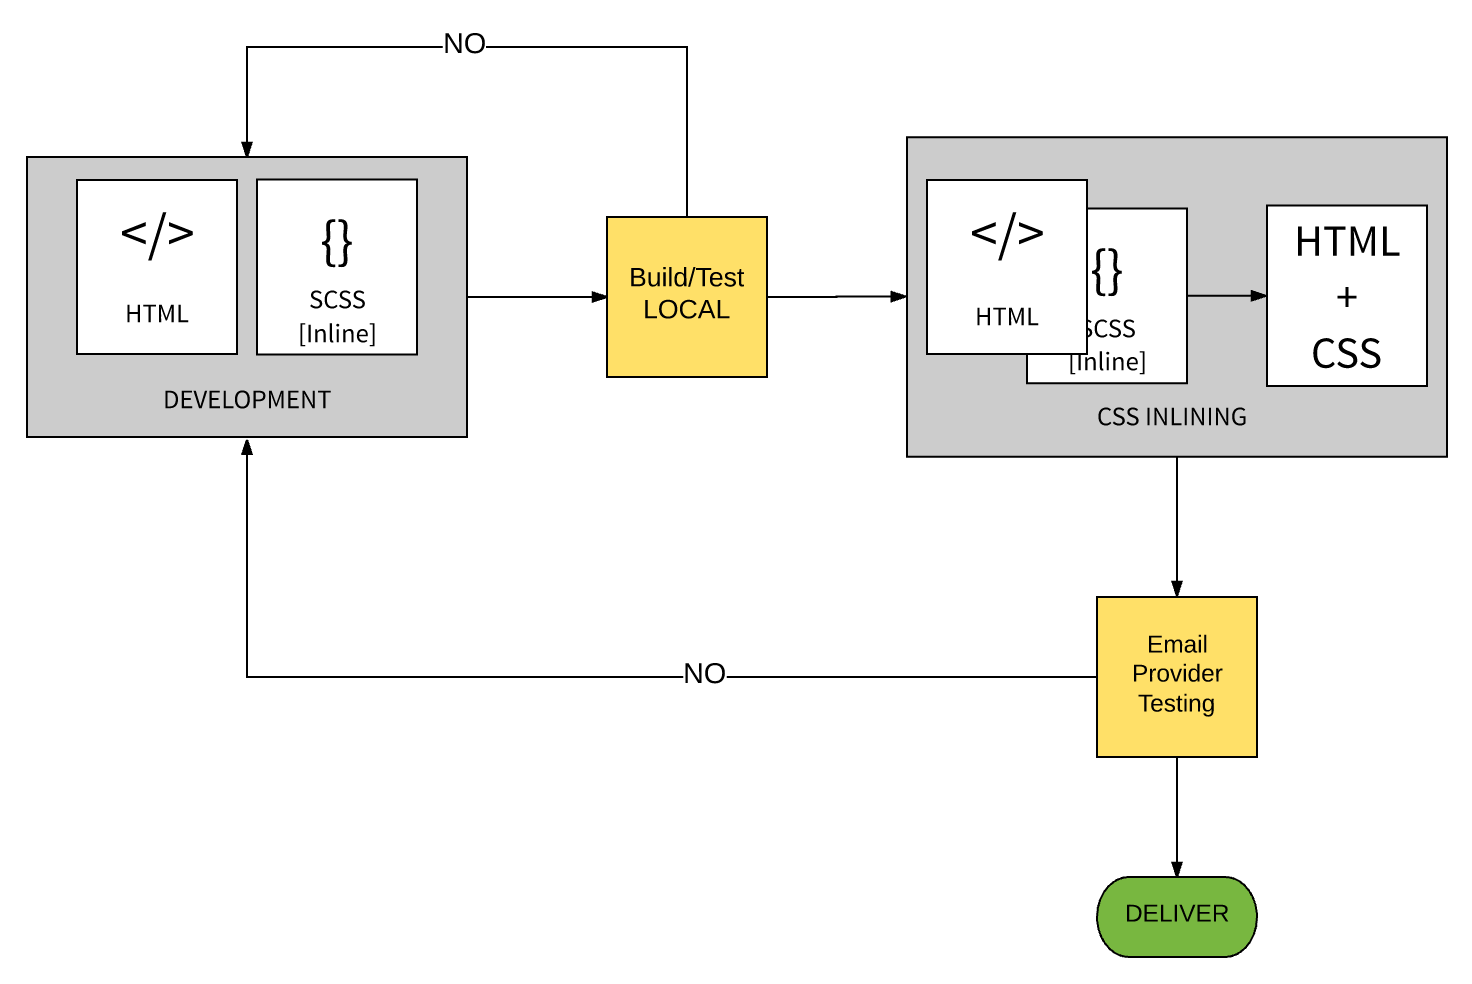 NO
</>
HTML
{}
SCSS
[Inline]
DEVELOPMENT
Build/Test
LOCAL
</>
HTML
{}
SCSS
[Inline]
HTML
+
CSS
CSS INLINING
NO
Email
Provider
Testing
DELIVER